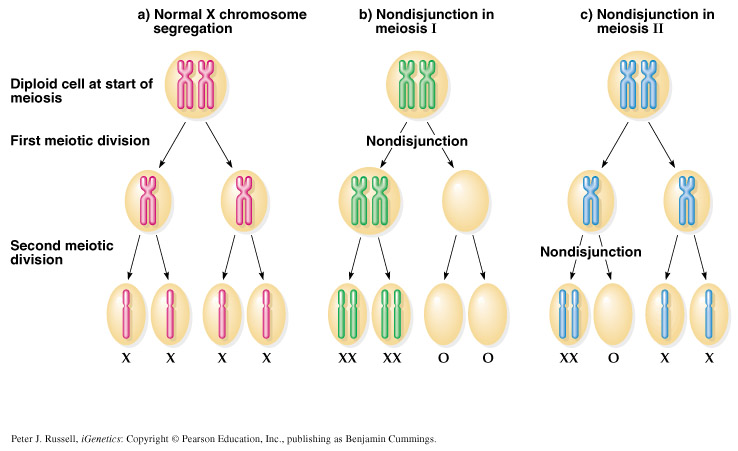 a) Normal X chromosome
segregation
b) Nondisjunction in
meiosis I
c) Nondisjunction in
meiosis II
Diploid cell at start of
meiosis
First meiotic division
Nondisjunction
Second meiotic
division
Nondisjunction
X X X X
XX XX O O
XX O X X
Peter J. Russell, iGenetics: Copyright © Pearson Education, Inc., publishing as Benjamin Cummings.